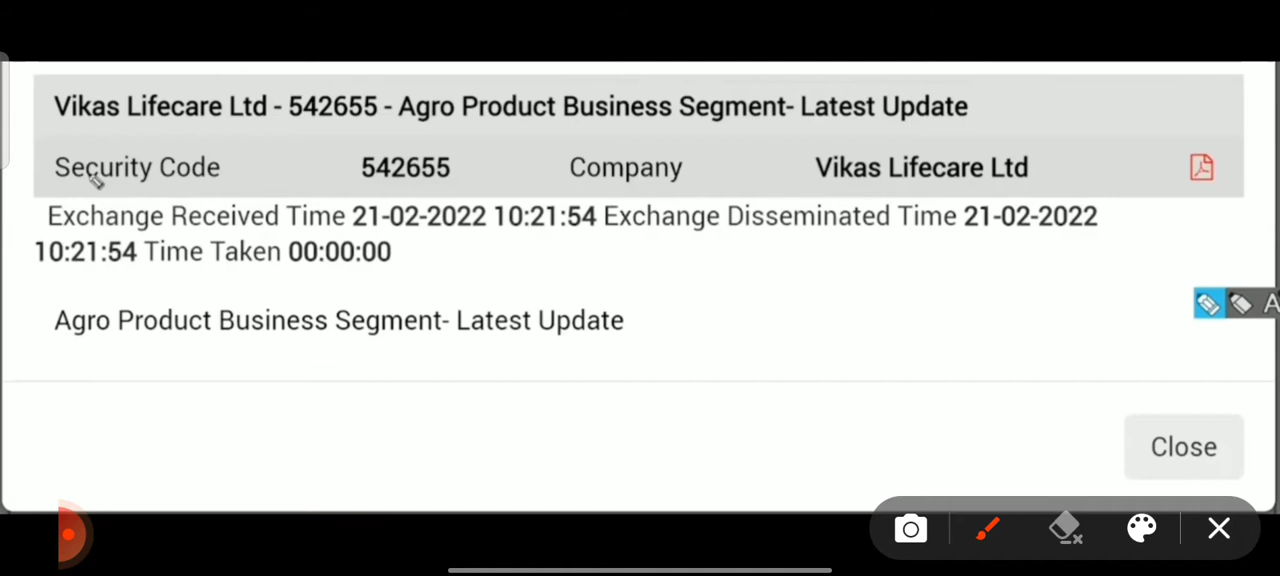 Vikas Lifecare Ltd - 542655 - Agro Product Business Segment- Latest Update
Security Code 542655 Company Vikas Lifecare Ltd
Exchange Received Time 21-02-2022 10:21:54 Exchange Disseminated Time 21-02-2022
10:21:54 Time Taken 00:00:00
Agro Product Business Segment- Latest Update
A
Close